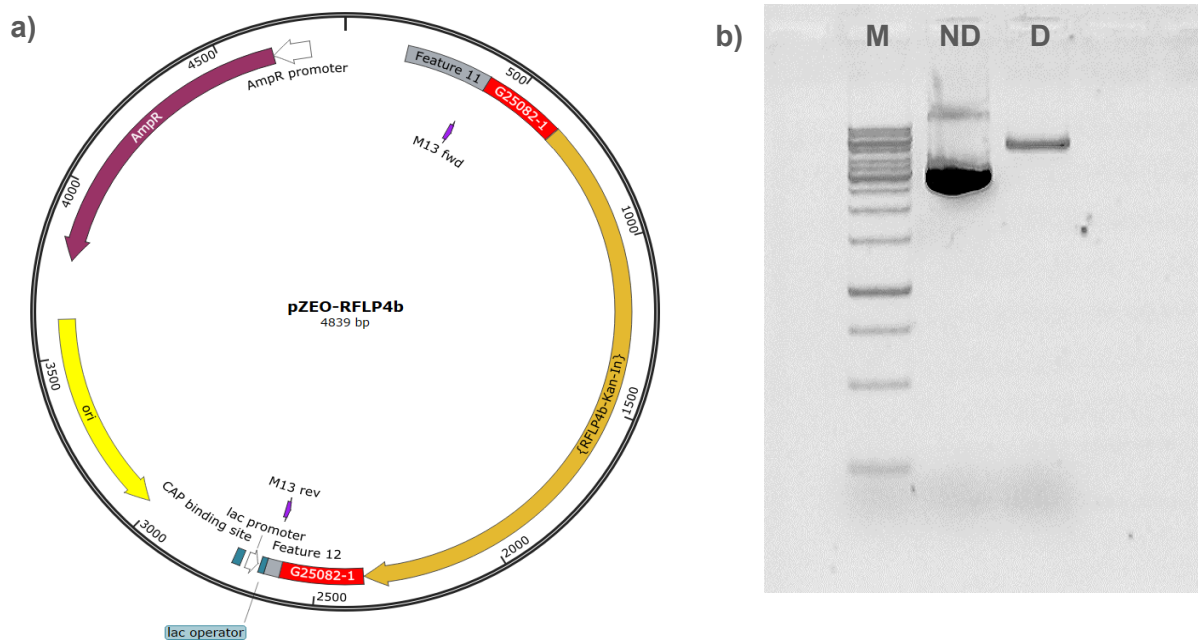 a)
4500
AmpR promoter
AmpR
4000
Feature 11
500
G25082-1
M13 fwd
1000
pZEO-RFLP4b
4839 bp
{RFLP4b-Kan-In}
1500
3500
ori
M13 rev
lac promoter
CAP binding site
3000
Feature 12
G25082-1
2000
2500
lac operator
b)
M ND D